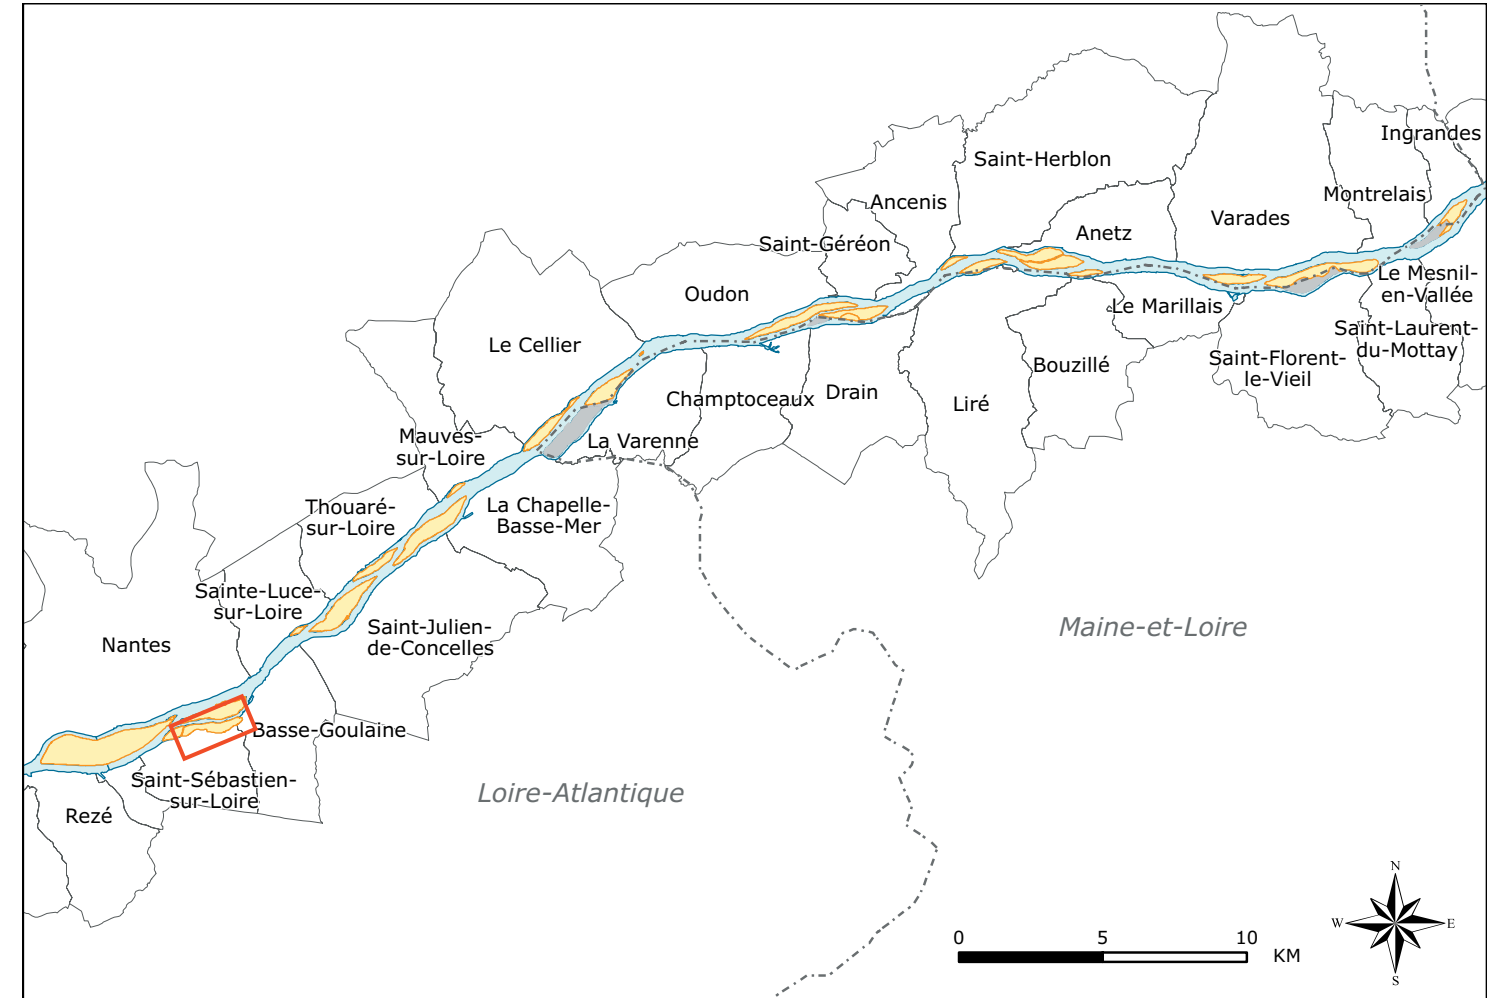 Ingrandes
Saint-Herblon
Montrelais
Ancenis
Varades
Anetz
Saint-Géréon
Le Mesnil-
en-Vallée
Oudon
Le Marillais
Saint-Laurent-
du-Mottay
Le Cellier
Saint-Florent-
le-Vieil
Bouzillé
Champtoceaux
Drain
Liré
Mauves-
sur-Loire
La Varenne
Thouaré-
sur-Loire
La Chapelle-
Basse-Mer
Sainte-Luce-
sur-Loire
Saint-Julien-
de-Concelles
Maine-et-Loire
Nantes
Basse-Goulaine
Saint-Sébastien-
sur-Loire
Loire-Atlantique
Rezé
N
W
E
S
0 5 10
KM